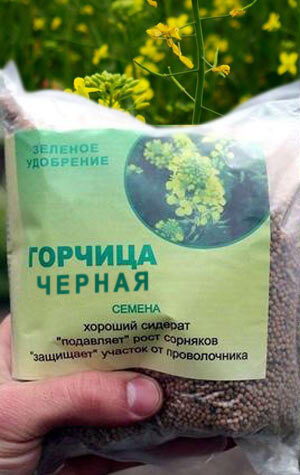 ЗЕЛЕНОЕ
УДОБРЕНИЕ
ГОРЧИЦА
ЧЕРНАЯ
СЕМЕНА
хороший сидерат
"подавляет" рост сорняков
"защищает" участок от проволочника